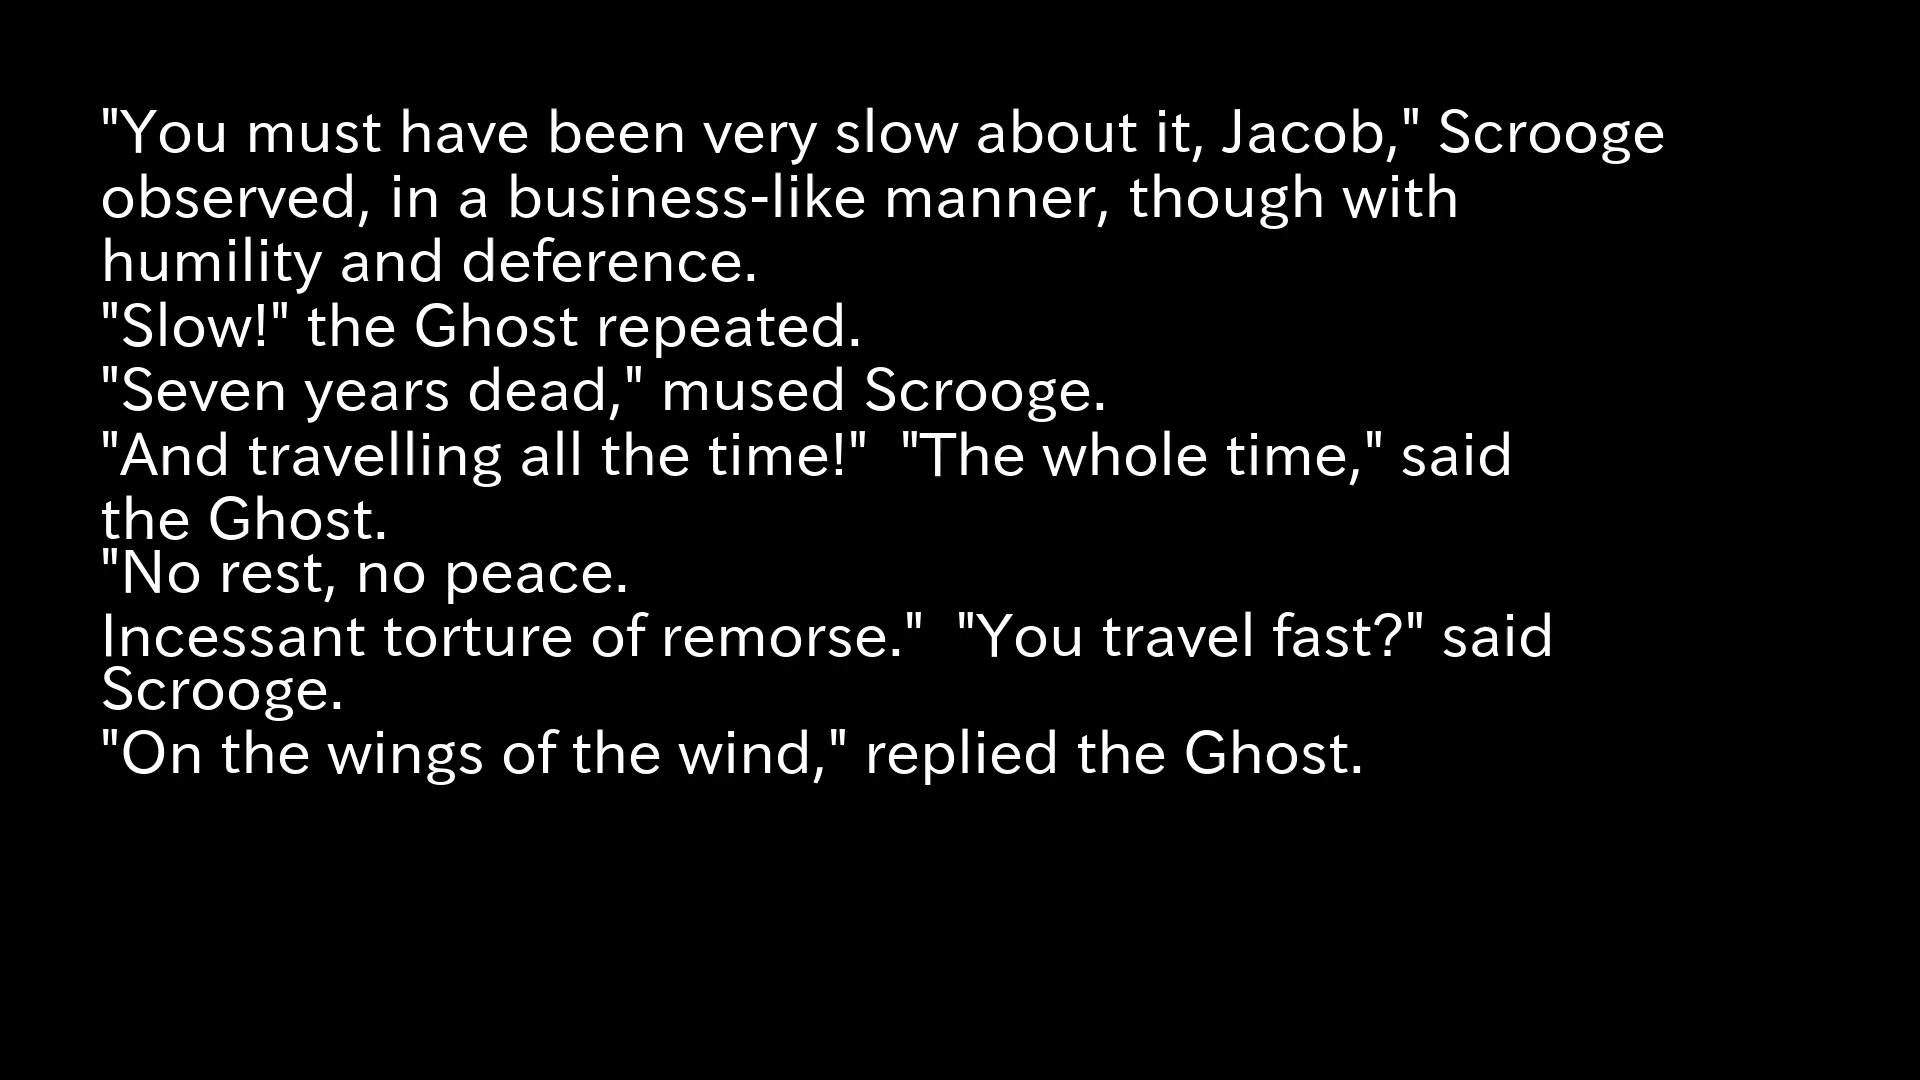 "You must have been very slow about it, Jacob," Scrooge
observed, in a business-like manner, though with
humility and deference.
"Slow!" the Ghost repeated.
"Seven years dead," mused Scrooge.
"And travelling all the time!"  "The whole time," said
the Ghost.
"No rest, no peace.
Incessant torture of remorse."  "You travel fast?" said
Scrooge.
"On the wings of the wind," replied the Ghost.